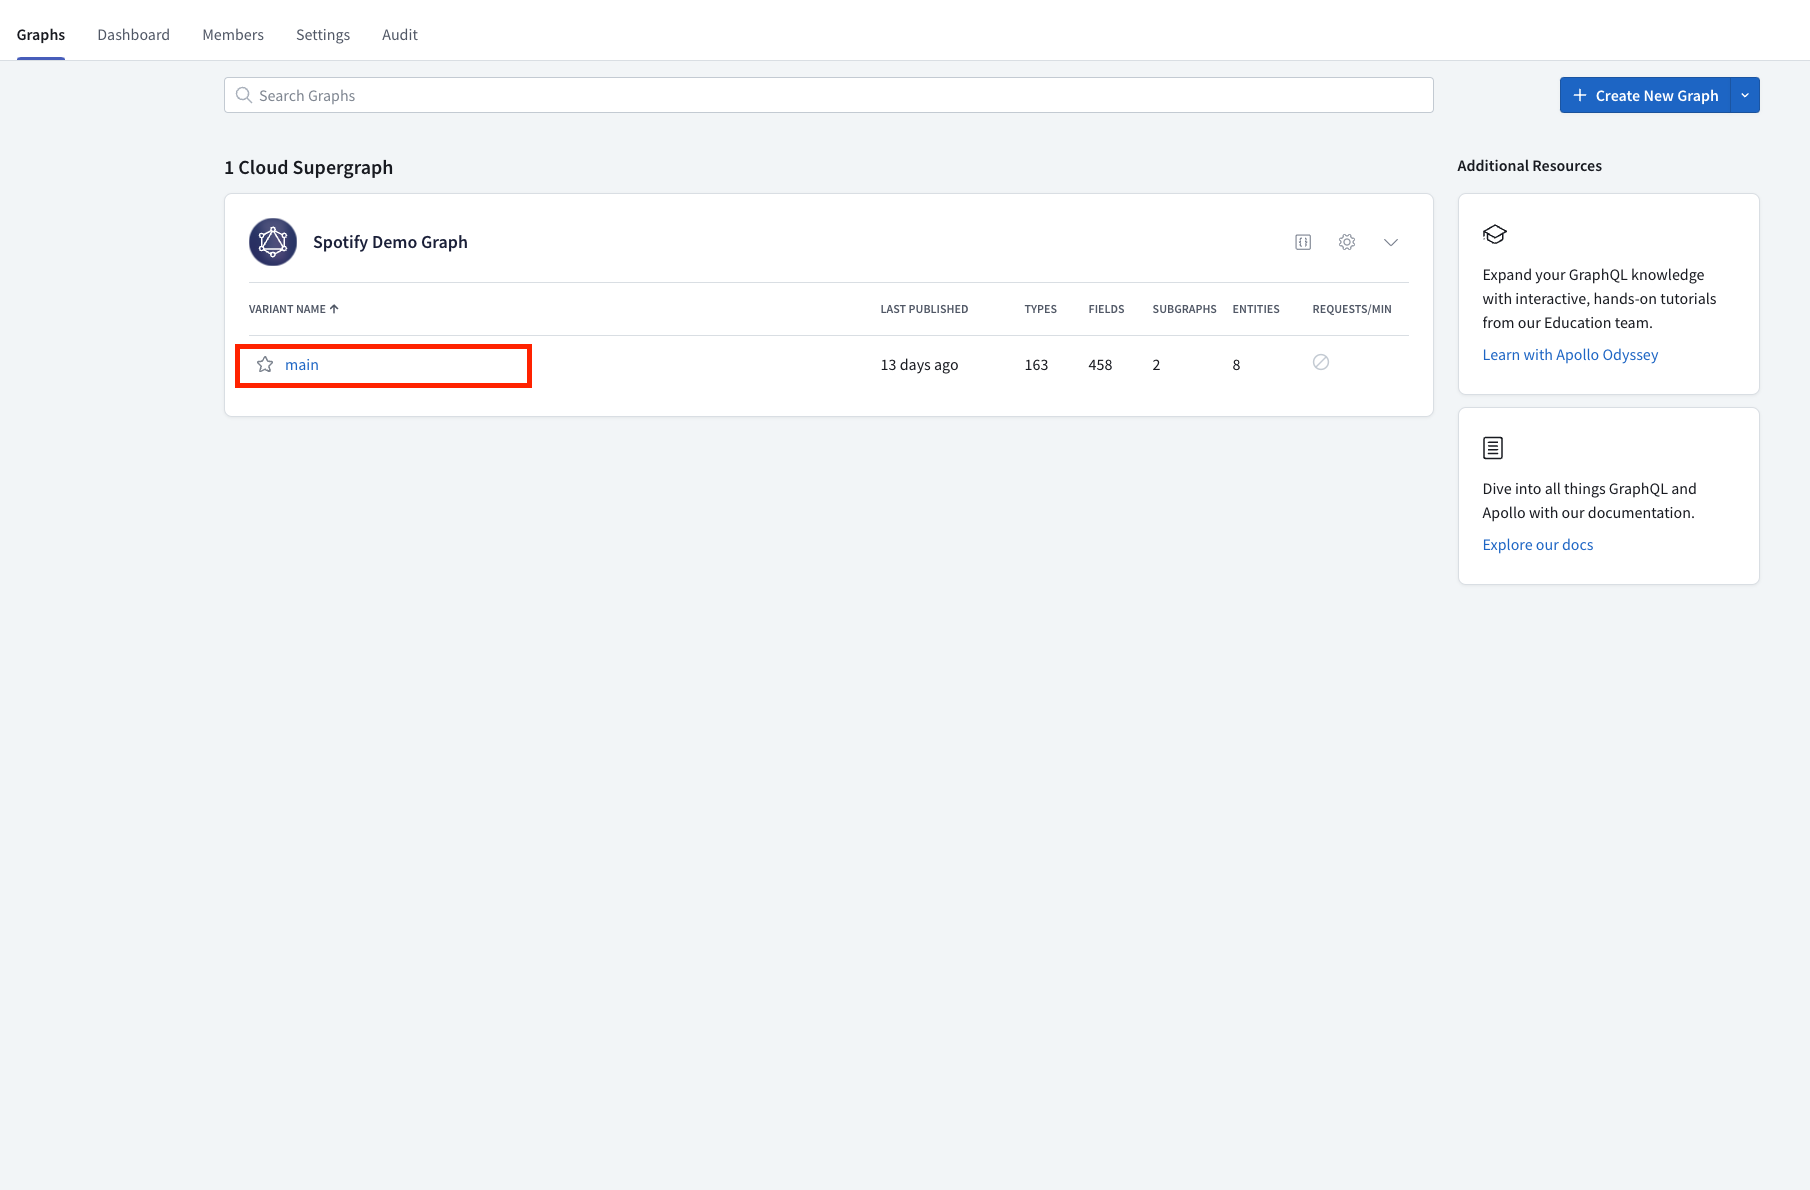 Graphs Dashboard Members Settings Audit
Search Graphs
Create New Graph
1 Cloud Supergraph
Spotify Demo Graph
VARIANT NAME LAST PUBLISHED TYPES FIELDS SUBGRAPHS ENTITIES REQUESTS/MIN
main 13 days ago 163 458 2 8
Additional Resources
Expand your GraphQL knowledge
with interactive, hands-on tutorials
from our Education team.
Learn with Apollo Odyssey
Dive into all things GraphQL and
Apollo with our documentation.
Explore our docs